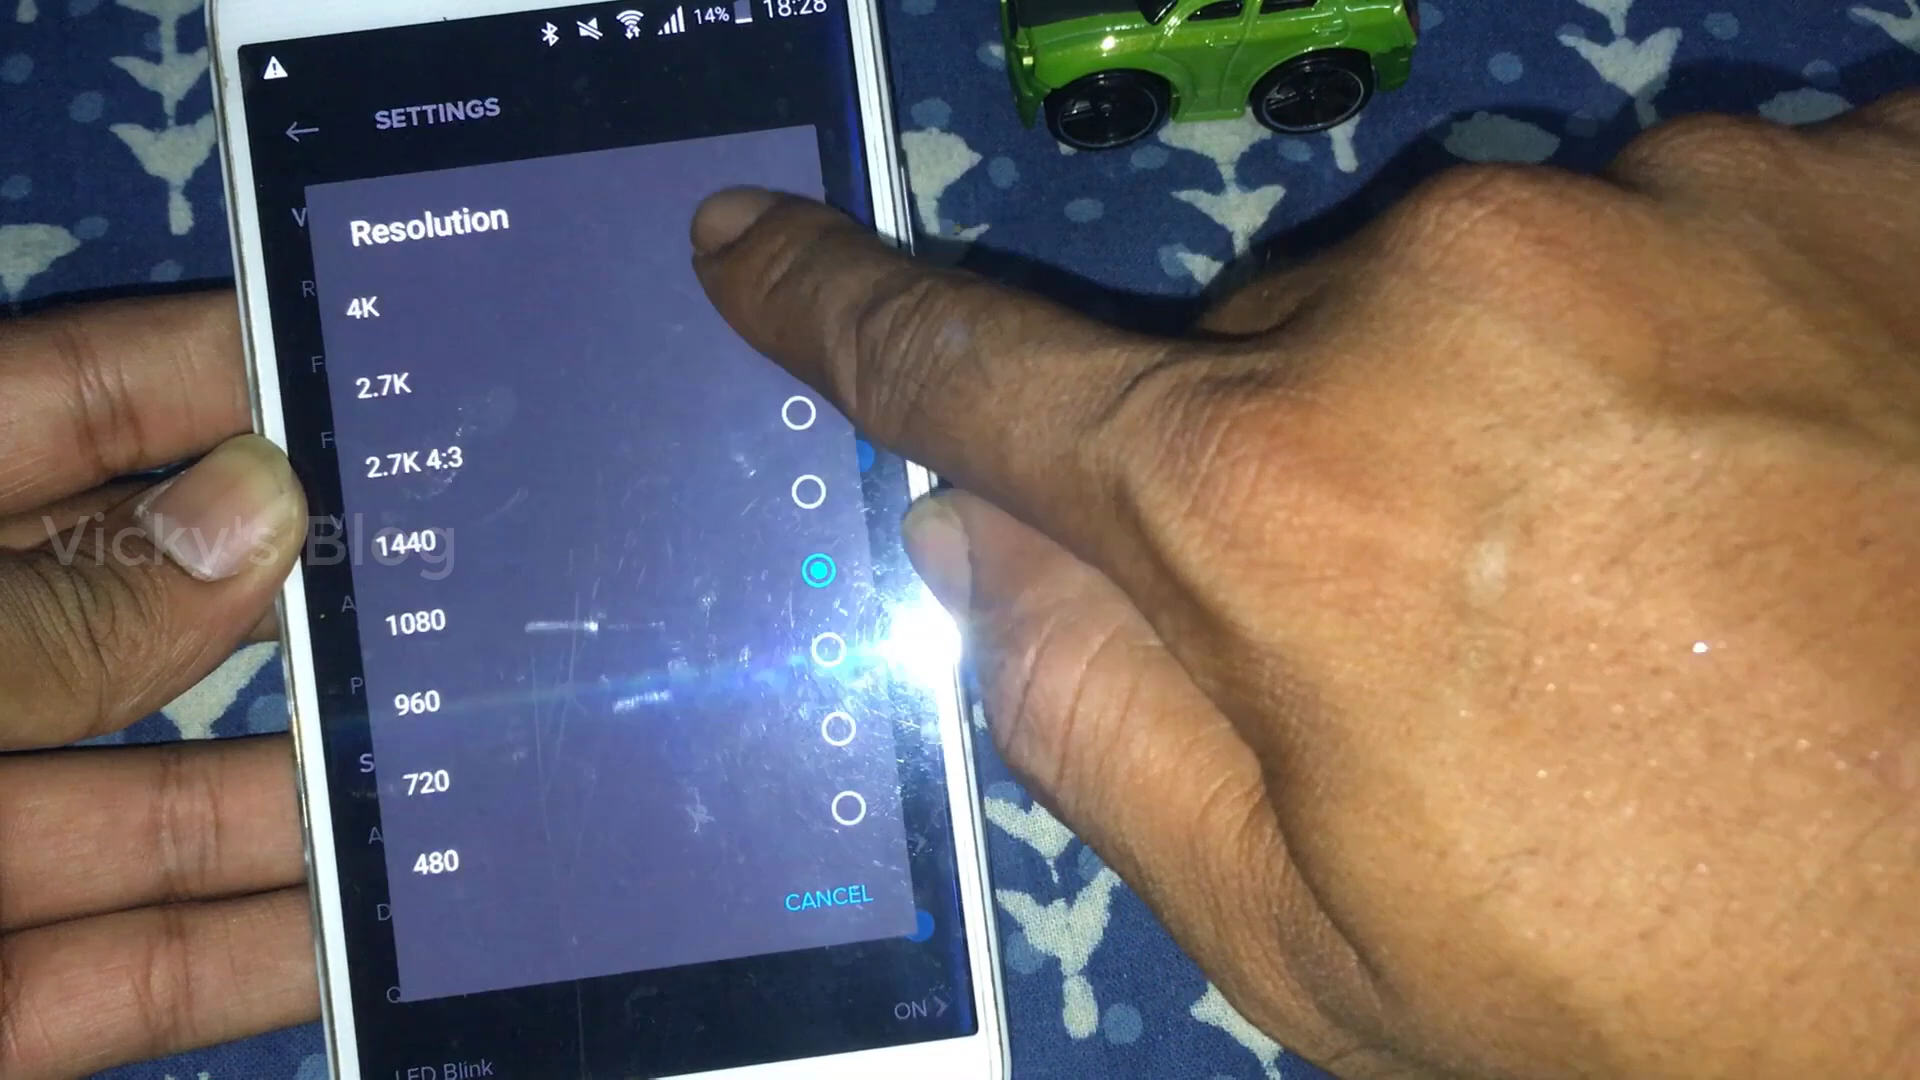 14% 18:28
SETTINGS
Resolution
4K
2.7K
2.7K 4:3
1440
1080
960
720
480
CANCEL
ON
LED Blink
Vicky's Blog